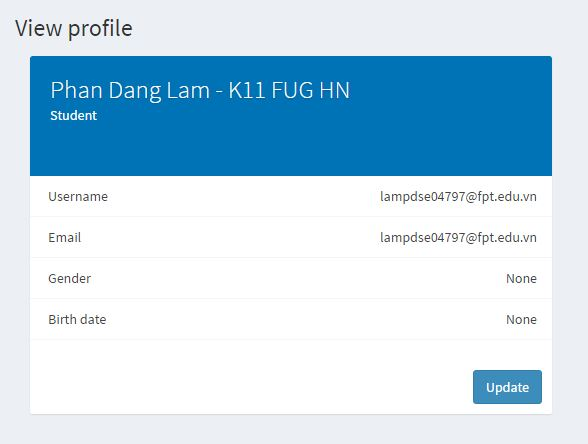 View profile
Phan Dang Lam - K11 FUG HN
Student
Username lampdse04797@fpt.edu.vn
Email lampdse04797@fpt.edu.vn
Gender None
Birth date None
Update